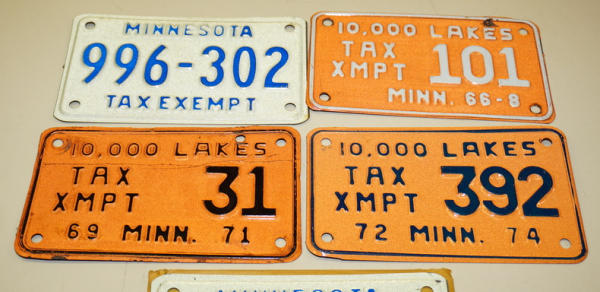 MINNESOTA
996-302
TAX EXEMPT
10,000 LAKES
TAX
XMPT 101
MINN. 66-8
10,000 LAKES
TAX
XMPT 31
69 MINN. 71
10,000 LAKES
TAX
XMPT 392
72 MINN. 74